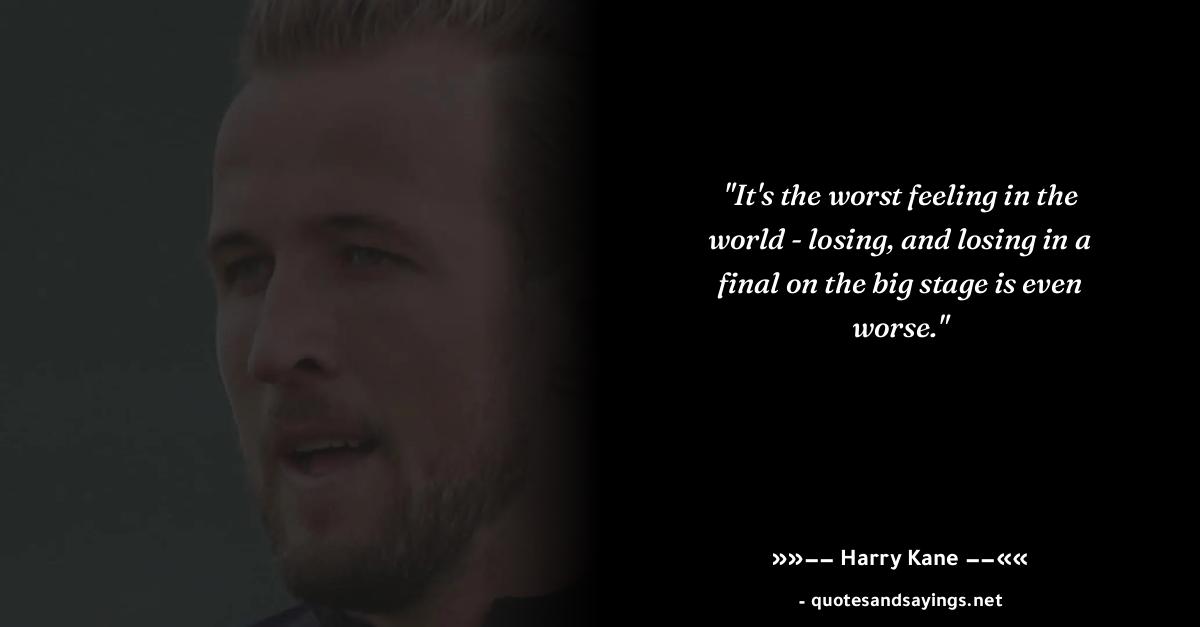 "It's the worst feeling in the
world - losing, and losing in a
final on the big stage is even
worse."
»»–– Harry Kane ––««
- quotesandsayings.net